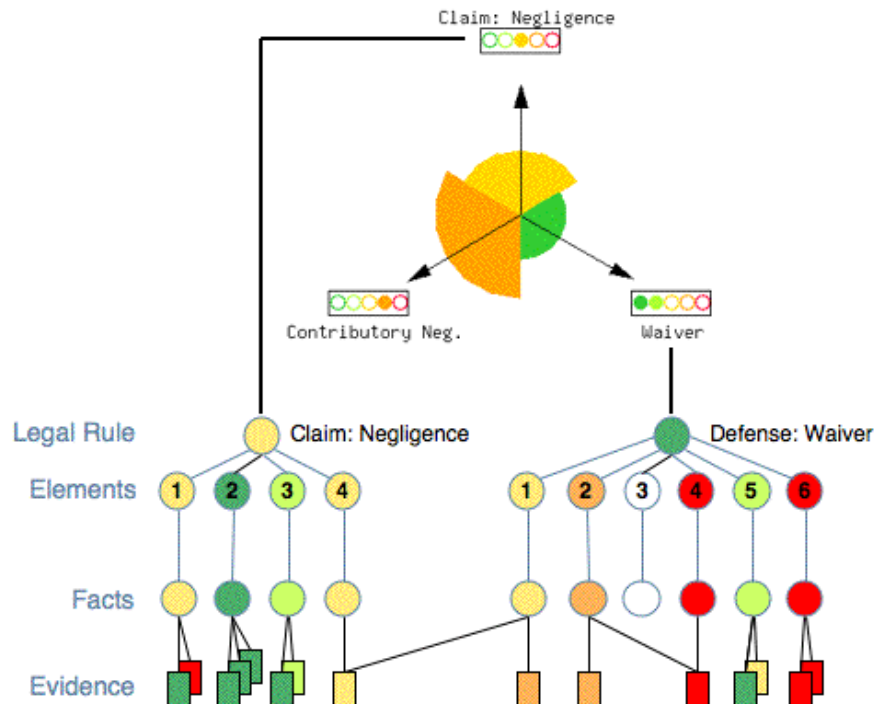 Claim: Negligence
Contributory Neg.
Waiver
Legal Rule
Claim: Negligence
Defense: Waiver
Elements
1 2 3 4 1 2 3 4 5 6
Facts
Evidence